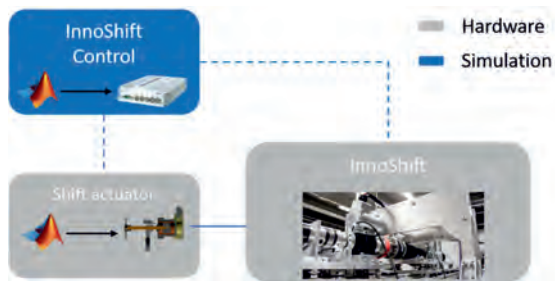 InnoShift
Control
Hardware
Simulation
Shift actuator
InnoShift